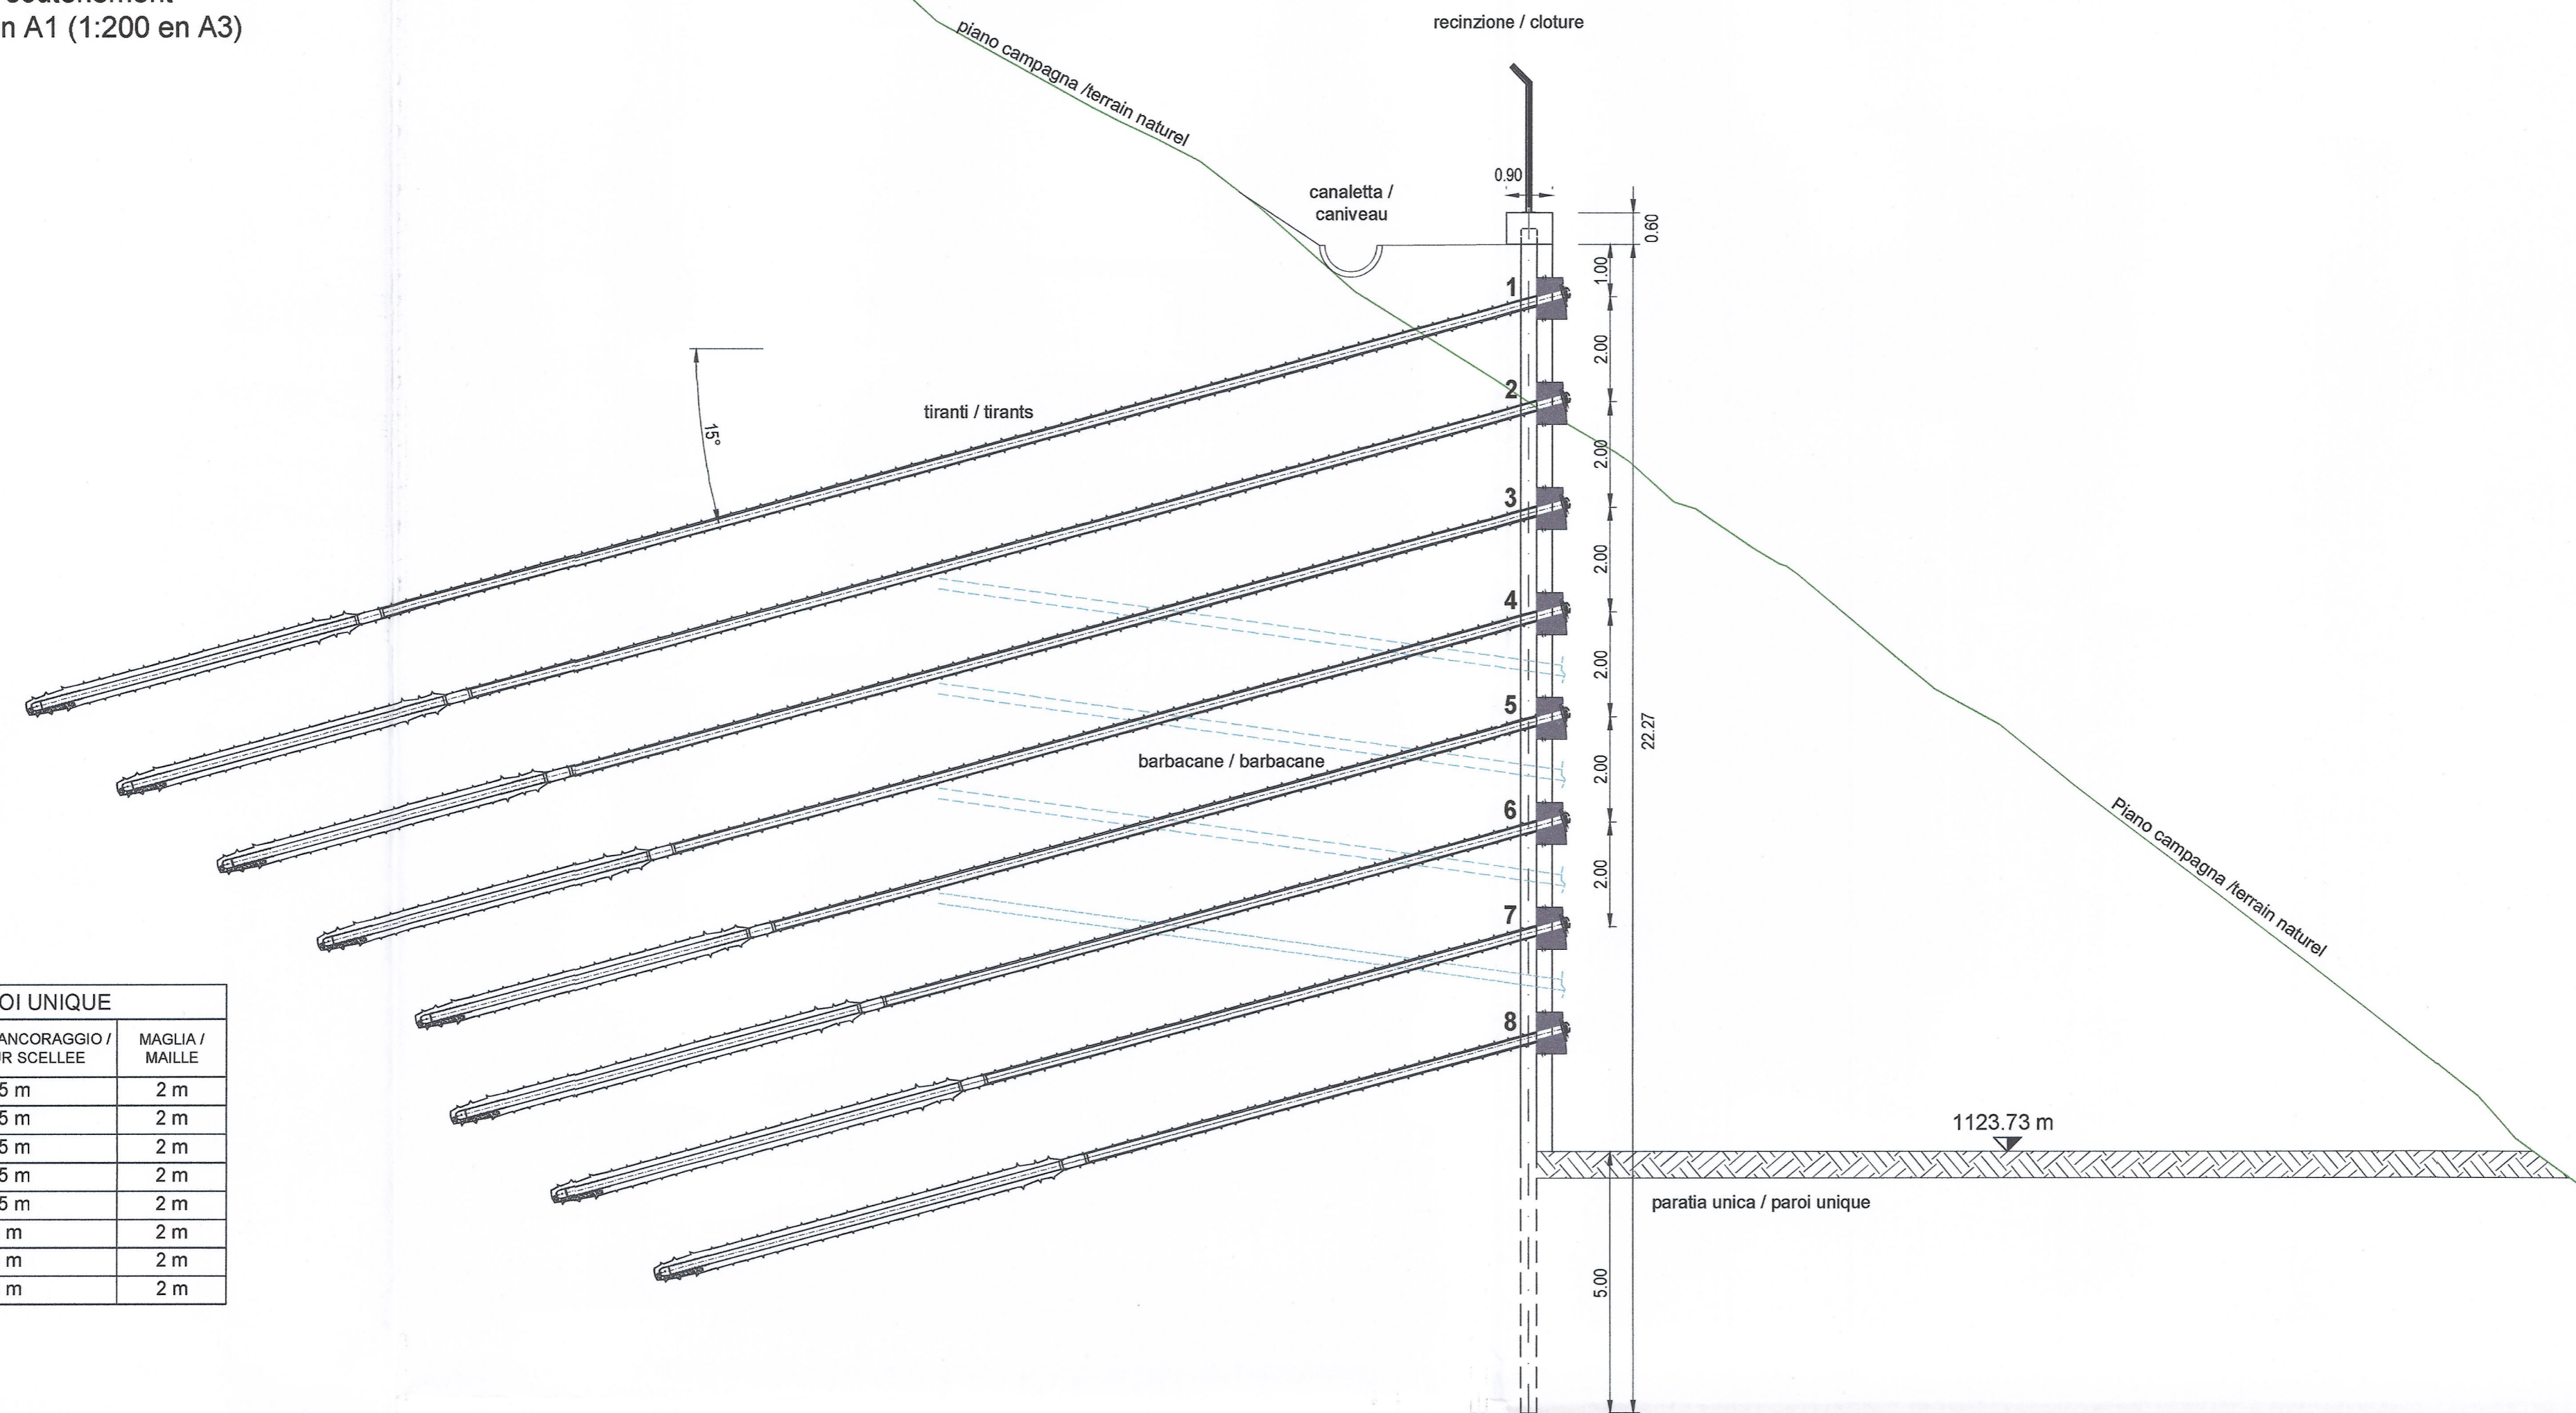 n A1 (1:200 en A3)
recinzione / cloture
piano campagna /terrain naturel
canaletta /
caniveau
0.90
0.60
1.00
1
2.00
2
15°
tiranti / tirants
2.00
3
2.00
4
2.00
5
22.27
barbacane / barbacane
2.00
6
Piano campagna /terrain naturel
2.00
7
8
OI UNIQUE
ANCORAGGIO /
R SCELLEE
MAGLIA /
MAILLE
5 m 2 m
5 m 2 m
5 m 2 m
5 m 2 m
5 m 2 m
m 2 m
m 2 m
m 2 m
1123.73 m
paratia unica / paroi unique
5.00